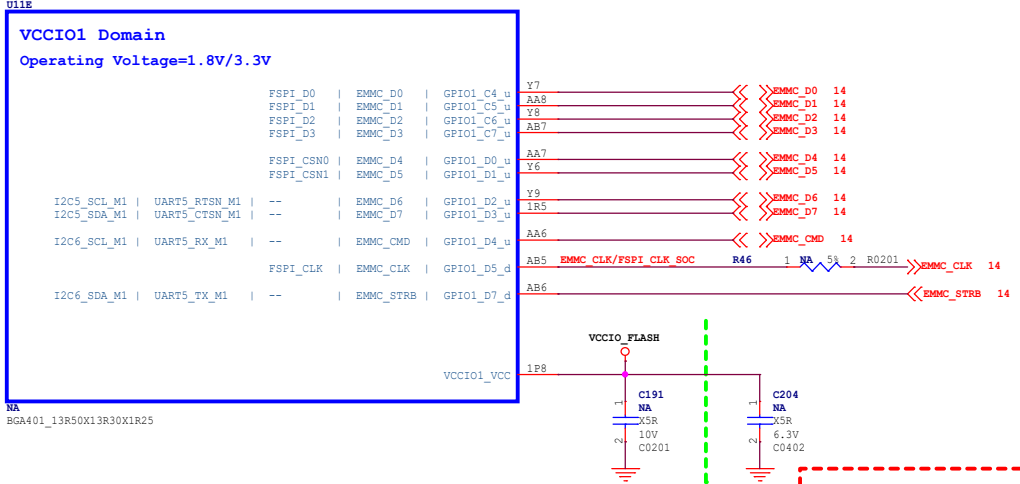 U11E
VCCIO1 Domain
Operating Voltage=1.8V/3.3V
FSPI_D0 | EMMC_D0 | GPIO1_C4_u Y7 EMMC_D0 14
FSPI_D1 | EMMC_D1 | GPIO1_C5_u AA8 EMMC_D1 14
FSPI_D2 | EMMC_D2 | GPIO1_C6_u Y8 EMMC_D2 14
FSPI_D3 | EMMC_D3 | GPIO1_C7_u AB7 EMMC_D3 14
FSPI_CSN0 | EMMC_D4 | GPIO1_D0_u AA7 EMMC_D4 14
FSPI_CSN1 | EMMC_D5 | GPIO1_D1_u Y6 EMMC_D5 14
I2C5_SCL_M1 | UART5_RTSN_M1 | -- | EMMC_D6 | GPIO1_D2_u Y9 EMMC_D6 14
I2C5_SDA_M1 | UART5_CTSN_M1 | -- | EMMC_D7 | GPIO1_D3_u 1R5 EMMC_D7 14
I2C6_SCL_M1 | UART5_RX_M1 | -- | EMMC_CMD | GPIO1_D4_u AA6 EMMC_CMD 14
FSPI_CLK | EMMC_CLK | GPIO1_D5_d AB5 EMMC_CLK/FSPI_CLK_SOC R46 1 NA 5% 2 R0201 EMMC_CLK 14
I2C6_SDA_M1 | UART5_TX_M1 | -- | EMMC_STRB | GPIO1_D7_d AB6 EMMC_STRB 14
VCCIO_FLASH
VCCIO1_VCC 1P8
NA
BGA401_13R50X13R30X1R25
1 C191
NA
X5R
2 10V
C0201
1 C204
NA
X5R
2 6.3V
C0402